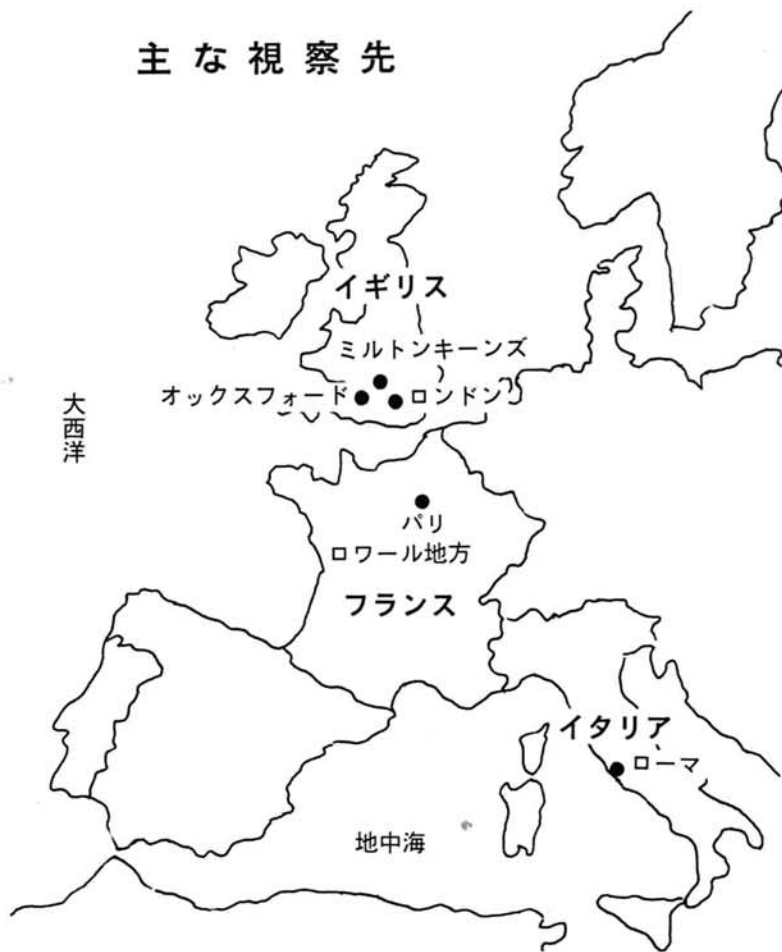 主な視察先
イギリス
ミルトンキーンズ
オックスフォード
ロンドン
大西洋
パリ
ロワール地方
フランス
イタリア
ローマ
地中海